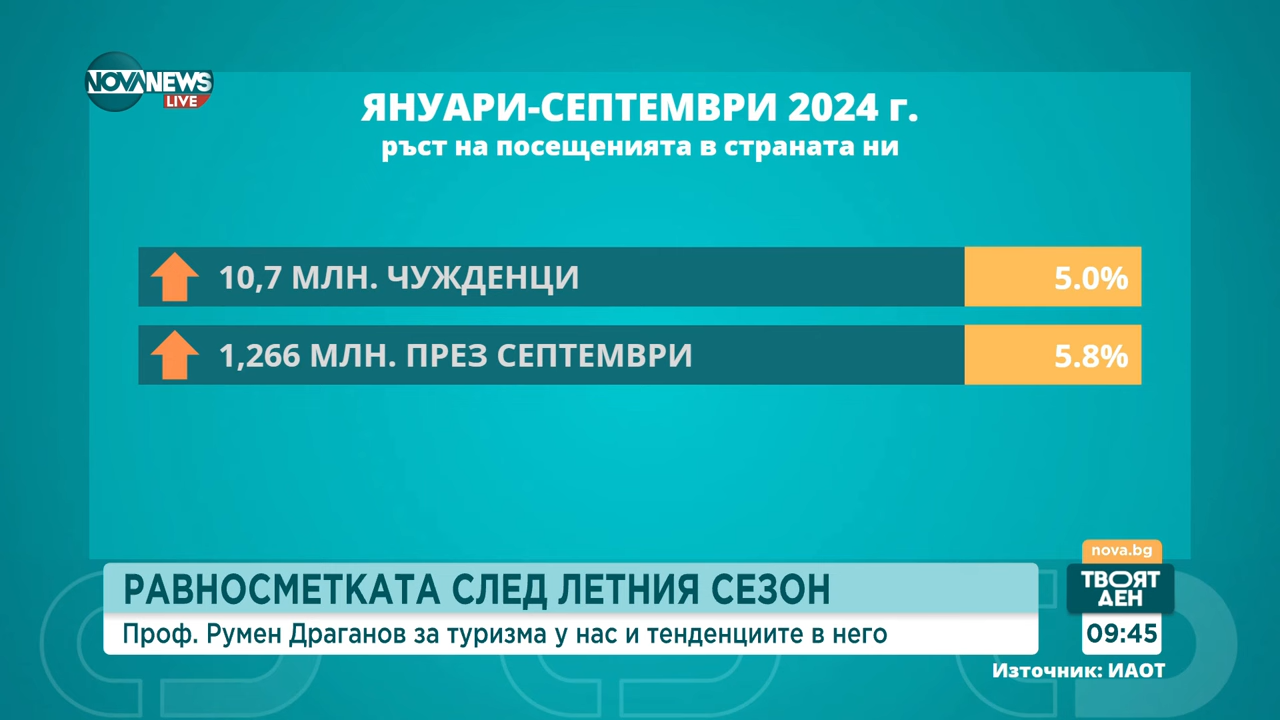 NOVANEWS
LIVE
ЯНУАРИ-СЕПТЕМВРИ 2024 г.
ръст на посещенията в страната ни
10,7 МЛН. ЧУЖДЕНЦИ 5.0%
1,266 МЛН. ПРЕЗ СЕПТЕМВРИ 5.8%
РАВНОСМЕТКАТА СЛЕД ЛЕТНИЯ СЕЗОН
Проф. Румен Драганов за туризма у нас и тенденциите в него
nova.bg
ТВОЯТ
ДЕН
09:45
Източник: ИАОТ